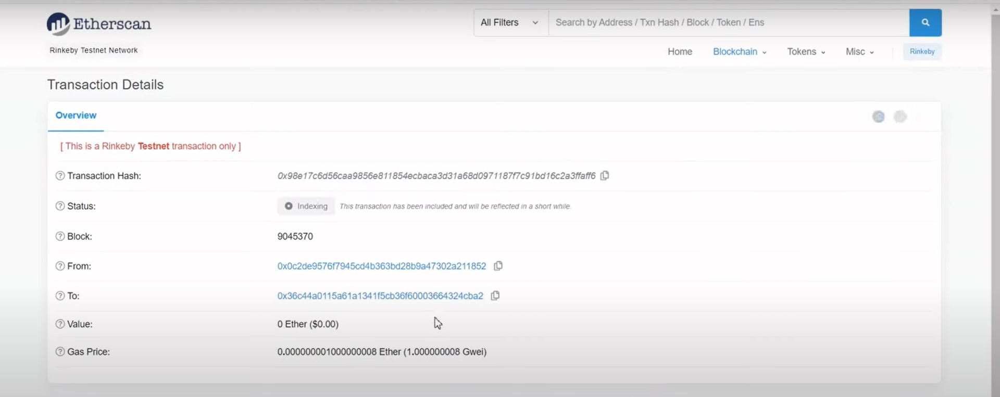 Etherscan
All Filters
Search by Address / Txn Hash / Block / Token / Ens
Rinkeby Testnet Network
Home
Blockchain
Tokens
Misc
Rinkeby
Transaction Details
Overview
[ This is a Rinkeby Testnet transaction only ]
Transaction Hash:
0x98e17c6d56caa9856e811854ecbaca3d31a68d0971187f7c91bd16c2a3ffaff6
Status:
Indexing
This transaction has been included and will be reflected in a short while.
Block:
9045370
From:
0x0c2de9576f7945cd4b363bd28b9a47302a211852
To:
0x36c44a0115a61a1341f5cb36f60003664324cba2
Value:
0 Ether ($0.00)
Gas Price:
0.000000001000000008 Ether (1.000000008 Gwei)